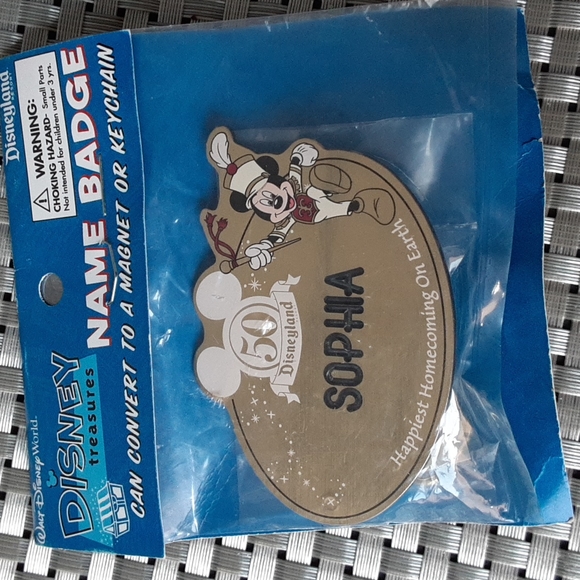 Disneyland
WARNING:
CHOKING HAZARD- Small Parts
Not intended for children under 3 yrs.
NAME BADGE
CAN CONVERT TO A MAGNET OR KEYCHAIN
Walt Disney World.
DISNEY
treasures
50
Disneyland
SOPHIA
Happiest Homecoming On Earth